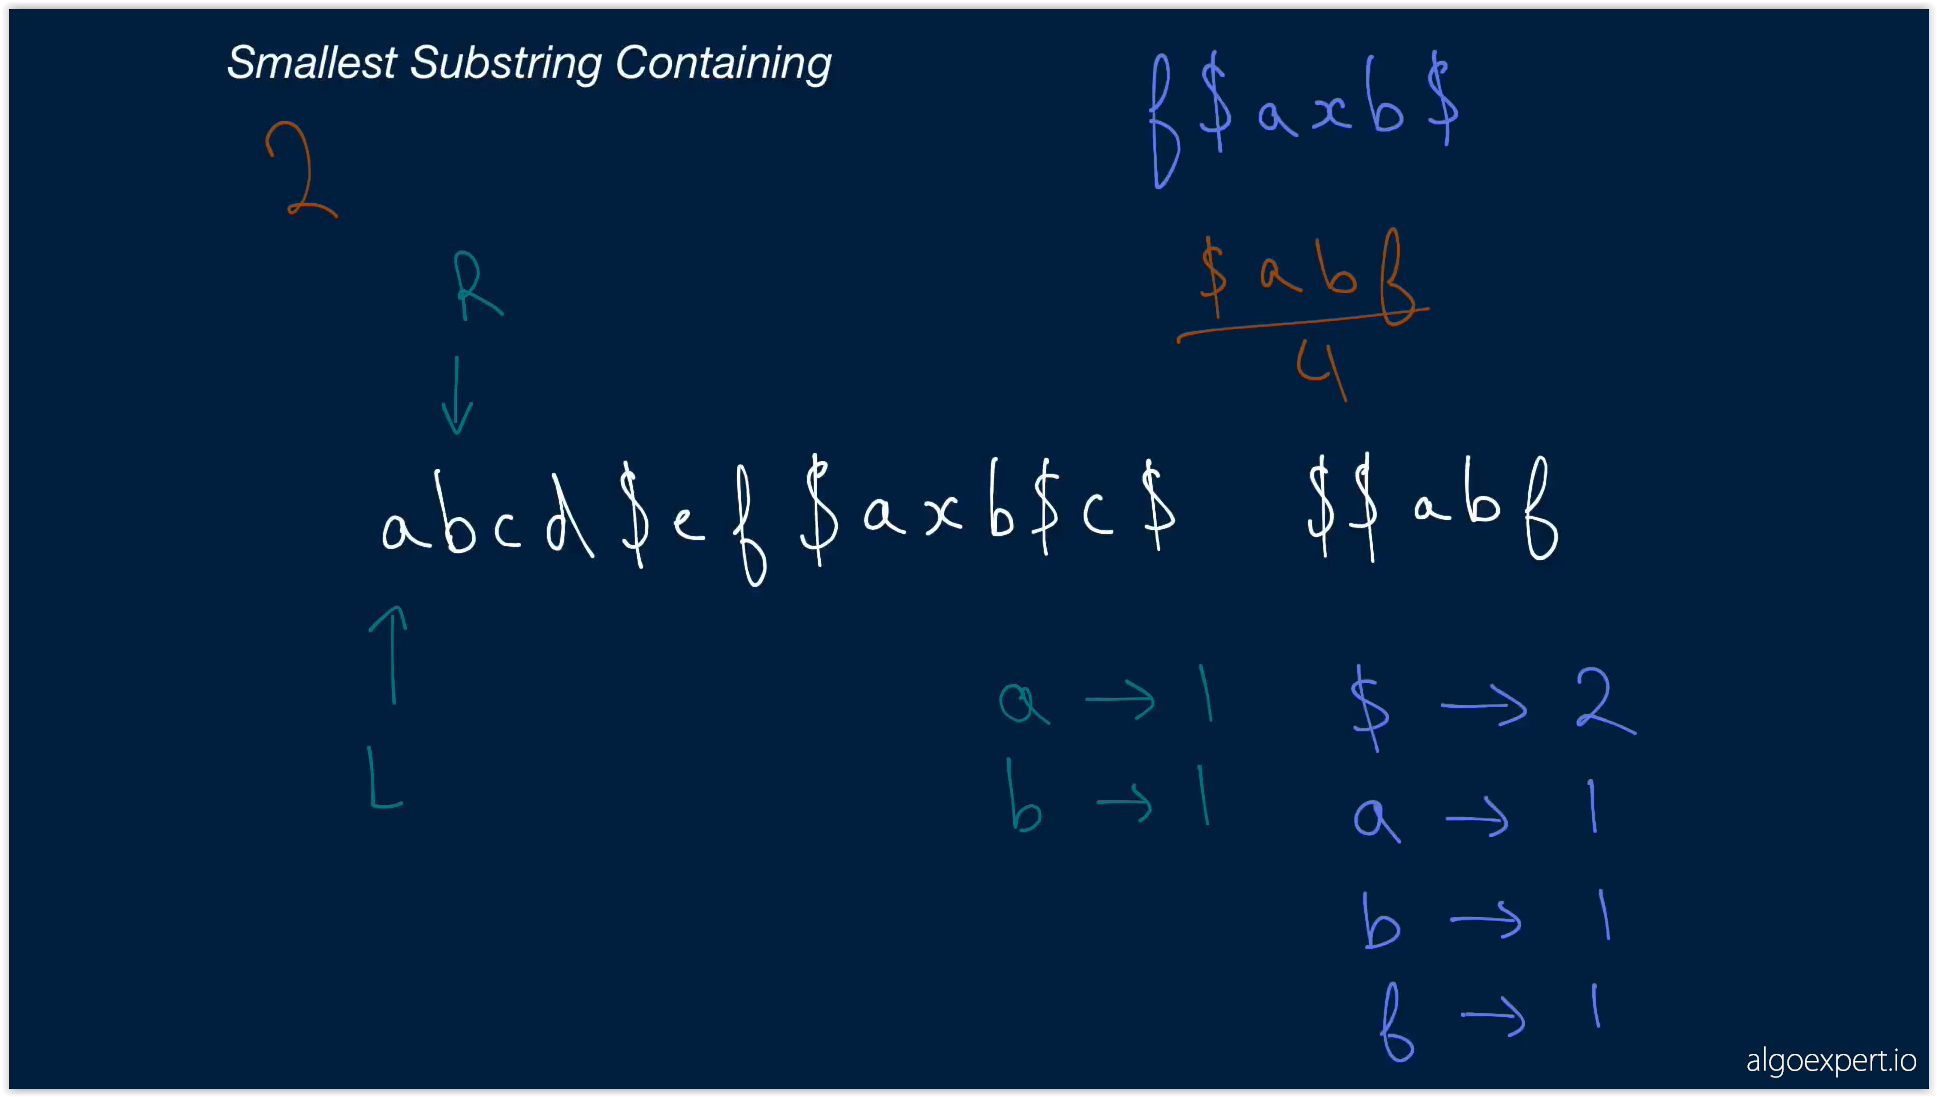 Smallest Substring Containing
f$axb$
2
$abf
4
R
abcd$ef$axb$c$ $$abf
L
a → 1 $ → 2
b → 1 a → 1
b → 1
f → 1
algoexpert.io